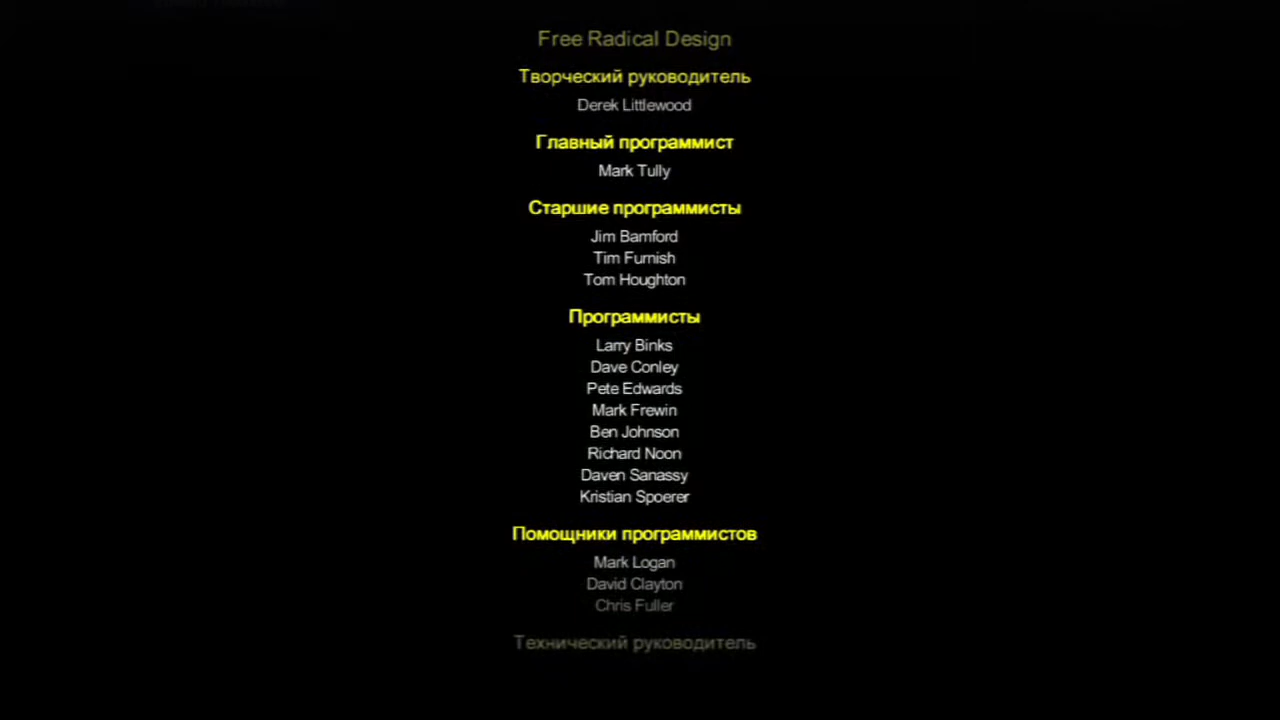 Free Radical Design
Творческий руководитель
Derek Littlewood
Главный программист
Mark Tully
Старшие программисты
Jim Bamford
Tim Furnish
Tom Houghton
Программисты
Larry Binks
Dave Conley
Pete Edwards
Mark Frewin
Ben Johnson
Richard Noon
Daven Sanassy
Kristian Spoerer
Помощники программистов
Mark Logan
David Clayton
Chris Fuller
Технический руководитель